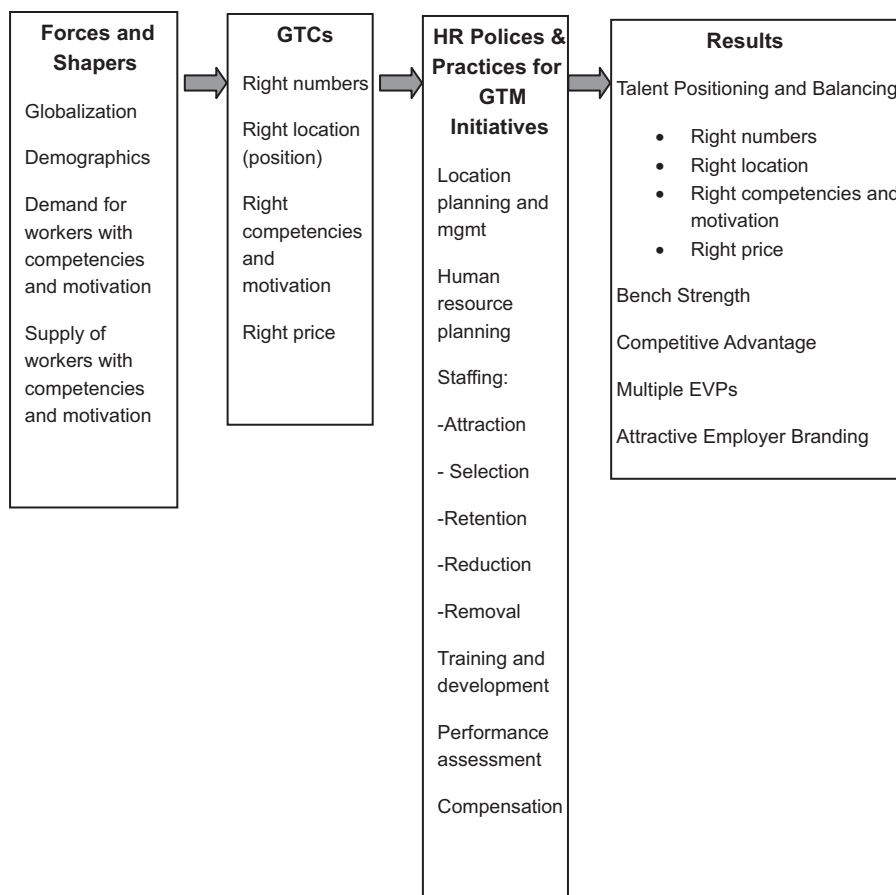 Forces and
Shapers
Globalization
Demographics
Demand for
workers with
competencies
and motivation
Supply of
workers with
competencies
and motivation
GTCs
Right numbers
Right location
(position)
Right
competencies
and
motivation
Right price
HR Polices &
Practices for
GTM
Initiatives
Location
planning and
mgmt
Human
resource
planning
Staffing:
-Attraction
- Selection
-Retention
-Reduction
-Removal
Training and
development
Performance
assessment
Compensation
Results
Talent Positioning and Balancing
• Right numbers
• Right location
• Right competencies and
motivation
• Right price
Bench Strength
Competitive Advantage
Multiple EVPs
Attractive Employer Branding